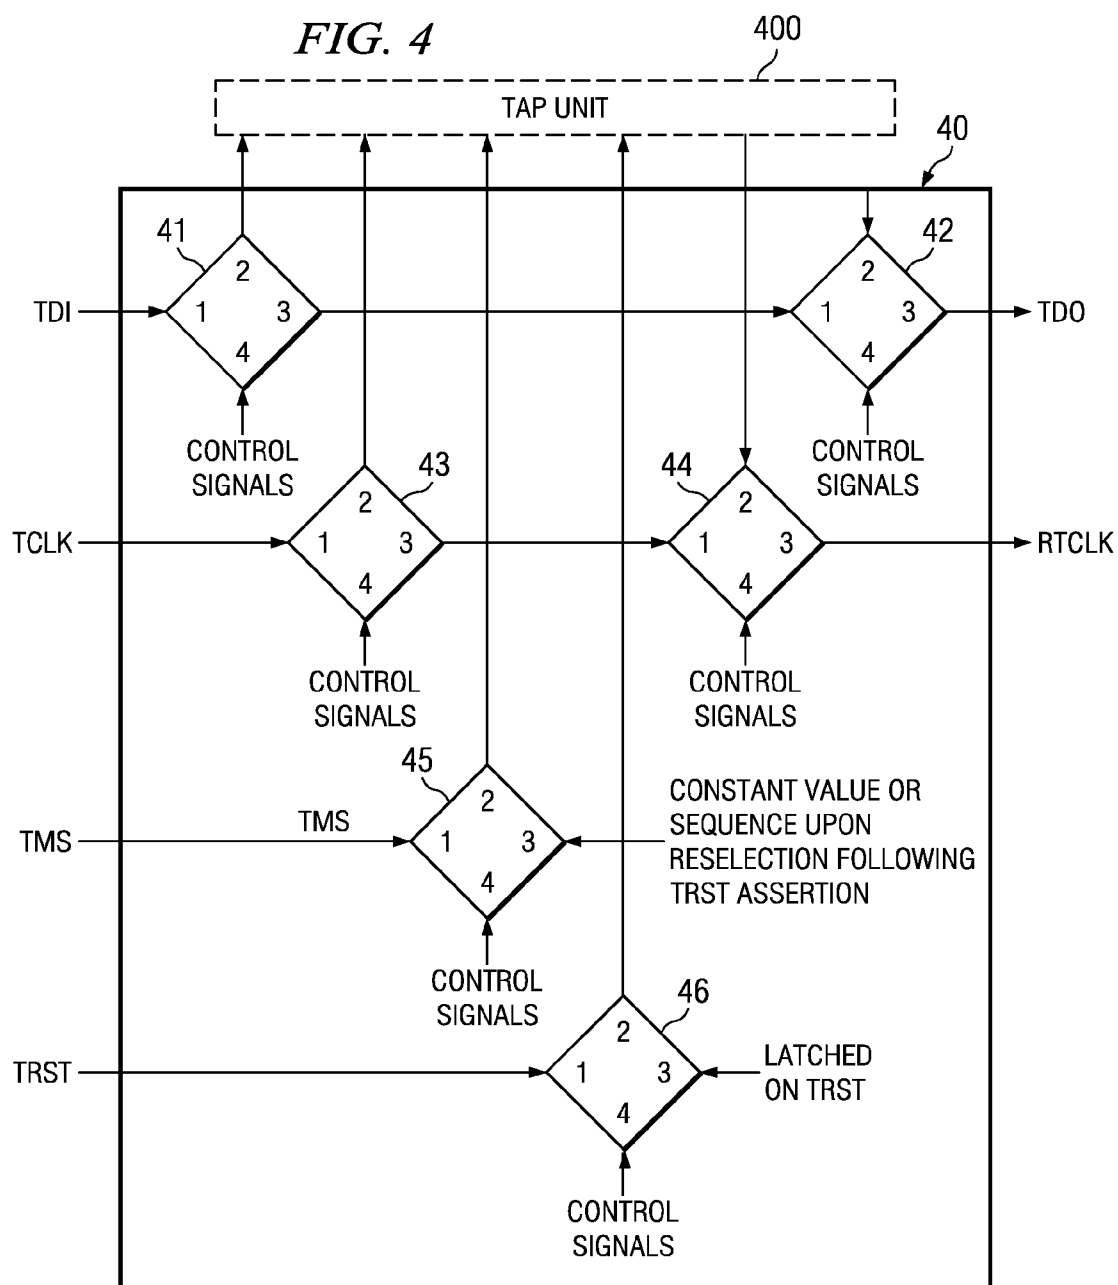 FIG. 4
400
TAP UNIT
40
41
42
TDI
1
2
3
4
1
2
3
4
TDO
CONTROL
SIGNALS
CONTROL
SIGNALS
43
44
TCLK
1
2
3
4
1
2
3
4
RTCLK
CONTROL
SIGNALS
CONTROL
SIGNALS
45
TMS
TMS
1
2
3
4
CONSTANT VALUE OR
SEQUENCE UPON
RESELECTION FOLLOWING
TRST ASSERTION
CONTROL
SIGNALS
46
TRST
1
2
3
4
LATCHED
ON TRST
CONTROL
SIGNALS